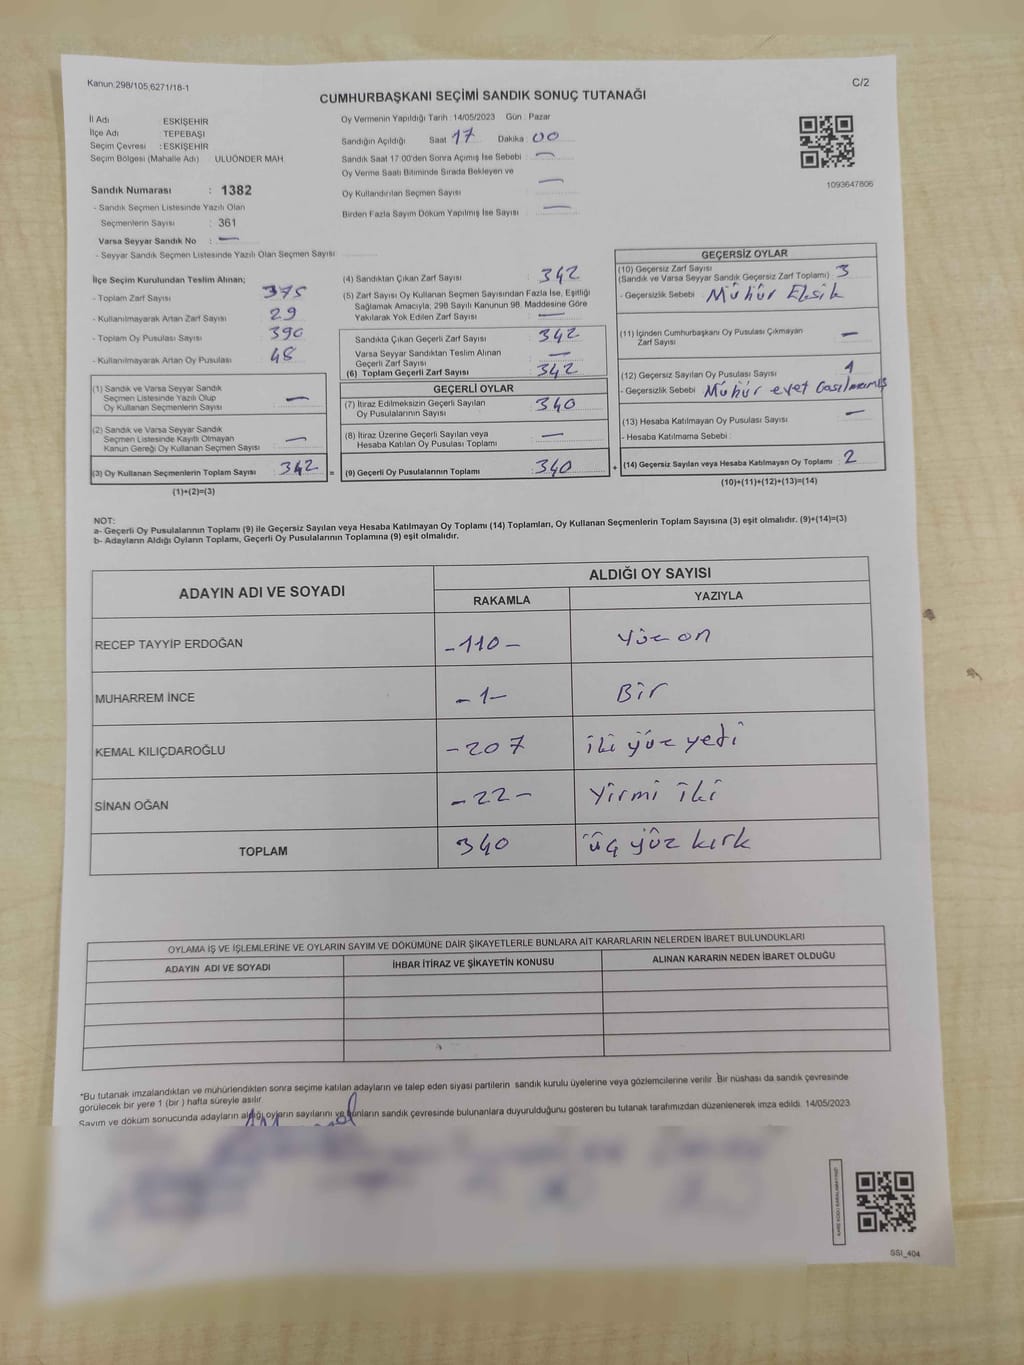 Kanun.298/105,6271/18-1
C/2
CUMHURBAŞKANI SEÇİMİ SANDIK SONUÇ TUTANAĞI
İl Adı : ESKİŞEHİR
İlçe Adı : TEPEBAŞI
Seçim Çevresi : ESKİŞEHİR
Seçim Bölgesi (Mahalle Adı) ULUÖNDER MAH
Sandık Numarası : 1382
- Sandık Seçmen Listesinde Yazılı Olan
Seçmenlerin Sayısı : 361
Varsa Seyyar Sandık No : —
- Seyyar Sandık Seçmen Listesinde Yazılı Olan Seçmen Sayısı
Oy Vermenin Yapıldığı Tarih : 14/05/2023 Gün : Pazar
Sandığın Açıldığı Saat 17 Dakika : 00
Sandık Saat 17:00'den Sonra Açımış İse Sebebi : —
Oy Verme Saati Bitiminde Sırada Bekleyen ve
Oy Kullandırılan Seçmen Sayısı —
Birden Fazla Sayım Döküm Yapılmış İse Sayısı —
1093647806
İlçe Seçim Kurulundan Teslim Alınan;
- Toplam Zarf Sayısı 375
- Kullanılmayarak Artan Zarf Sayısı 29
- Toplam Oy Pusulası Sayısı 390
- Kullanılmayarak Artan Oy Pusulası 48
(1) Sandık ve Varsa Seyyar Sandık
Seçmen Listesinde Yazılı Olup
Oy Kullanan Seçmenlerin Sayısı —
(2) Sandık ve Varsa Seyyar Sandık
Seçmen Listesinde Kayıtlı Olmayan
Kanun Gereği Oy Kullanan Seçmen Sayısı —
(3) Oy Kullanan Seçmenlerin Toplam Sayısı 342
(1)+(2)=(3)
(4) Sandıktan Çıkan Zarf Sayısı 342
(5) Zarf Sayısı Oy Kullanan Seçmen Sayısından Fazla İse, Eşitliği
Sağlamak Amacıyla, 298 Sayılı Kanunun 98. Maddesine Göre
Yakılarak Yok Edilen Zarf Sayısı —
Sandıkta Çıkan Geçerli Zarf Sayısı 342
Varsa Seyyar Sandıktan Teslim Alınan
Geçerli Zarf Sayısı —
(6) Toplam Geçerli Zarf Sayısı 342
=
GEÇERLİ OYLAR
(7) İtiraz Edilmeksizin Geçerli Sayılan
Oy Pusulalarının Sayısı 340
(8) İtiraz Üzerine Geçerli Sayılan veya
Hesaba Katılan Oy Pusulası Toplamı —
(9) Geçerli Oy Pusulalarının Toplamı 340
+
GEÇERSİZ OYLAR
(10) Geçersiz Zarf Sayısı
(Sandık ve Varsa Seyyar Sandık Geçersiz Zarf Toplamı) 3
- Geçersizlik Sebebi Mühür Eksik
(11) İçinden Cumhurbaşkanı Oy Pusulası Çıkmayan
Zarf Sayısı —
(12) Geçersiz Sayılan Oy Pusulası Sayısı 1
- Geçersizlik Sebebi Mühür evet basılmamış
(13) Hesaba Katılmayan Oy Pusulası Sayısı —
- Hesaba Katılmama Sebebi :
(14) Geçersiz Sayılan veya Hesaba Katılmayan Oy Toplamı 2
(10)+(11)+(12)+(13)=(14)
NOT:
a- Geçerli Oy Pusulalarının Toplamı (9) ile Geçersiz Sayılan veya Hesaba Katılmayan Oy Toplamı (14) Toplamları, Oy Kullanan Seçmenlerin Toplam Sayısına (3) eşit olmalıdır. (9)+(14)=(3)
b- Adayların Aldığı Oyların Toplamı, Geçerli Oy Pusulalarının Toplamına (9) eşit olmalıdır.
ADAYIN ADI VE SOYADI
ALDIĞI OY SAYISI
RAKAMLA YAZIYLA
RECEP TAYYİP ERDOĞAN -110- Yüz on
MUHARREM İNCE -1- Bir
KEMAL KILIÇDAROĞLU -207 iki yüz yedi
SİNAN OĞAN -22- Yirmi iki
TOPLAM 340 üç yüz kırk
OYLAMA İŞ VE İŞLEMLERİNE VE OYLARIN SAYIM VE DÖKÜMÜNE DAİR ŞİKAYETLERLE BUNLARA AİT KARARLARIN NELERDEN İBARET BULUNDUKLARI
ADAYIN ADI VE SOYADI İHBAR İTİRAZ VE ŞİKAYETİN KONUSU ALINAN KARARIN NEDEN İBARET OLDUĞU
*Bu tutanak imzalandıktan ve mühürlendikten sonra seçime katılan adayların ve talep eden siyasi partilerin sandık kurulu üyelerine veya gözlemcilerine verilir. Bir nüshası da sandık çevresinde
görülecek bir yere 1 (bir ) hafta süreyle asılır.
Sayım ve döküm sonucunda adayların aldığı oyların sayılarını ve bunların sandık çevresinde bulunanlara duyurulduğunu gösteren bu tutanak tarafımızdan düzenlenerek imza edildi. 14/05/2023
SSI_404